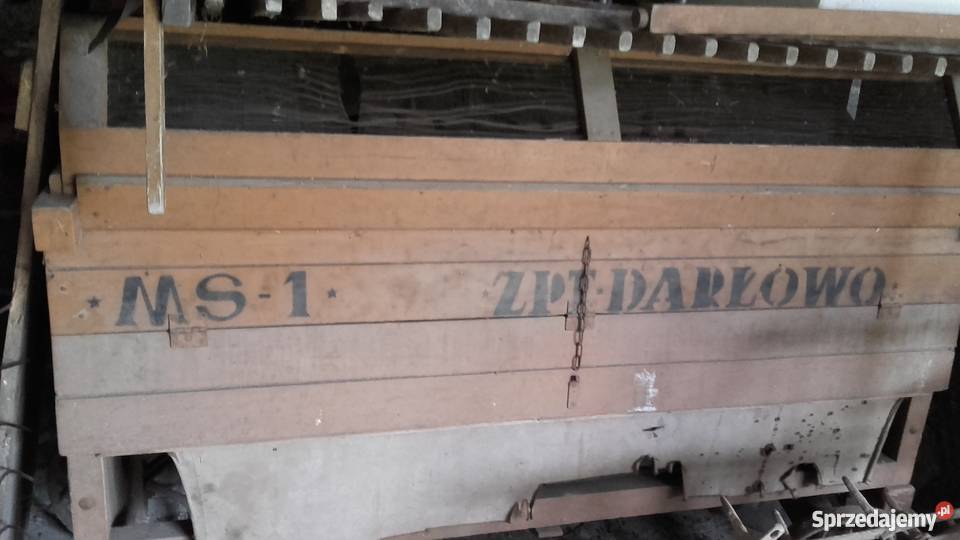 ★ MS-1 ★ ★ ZPT-DARŁOWO
Sprzedajemy.pl